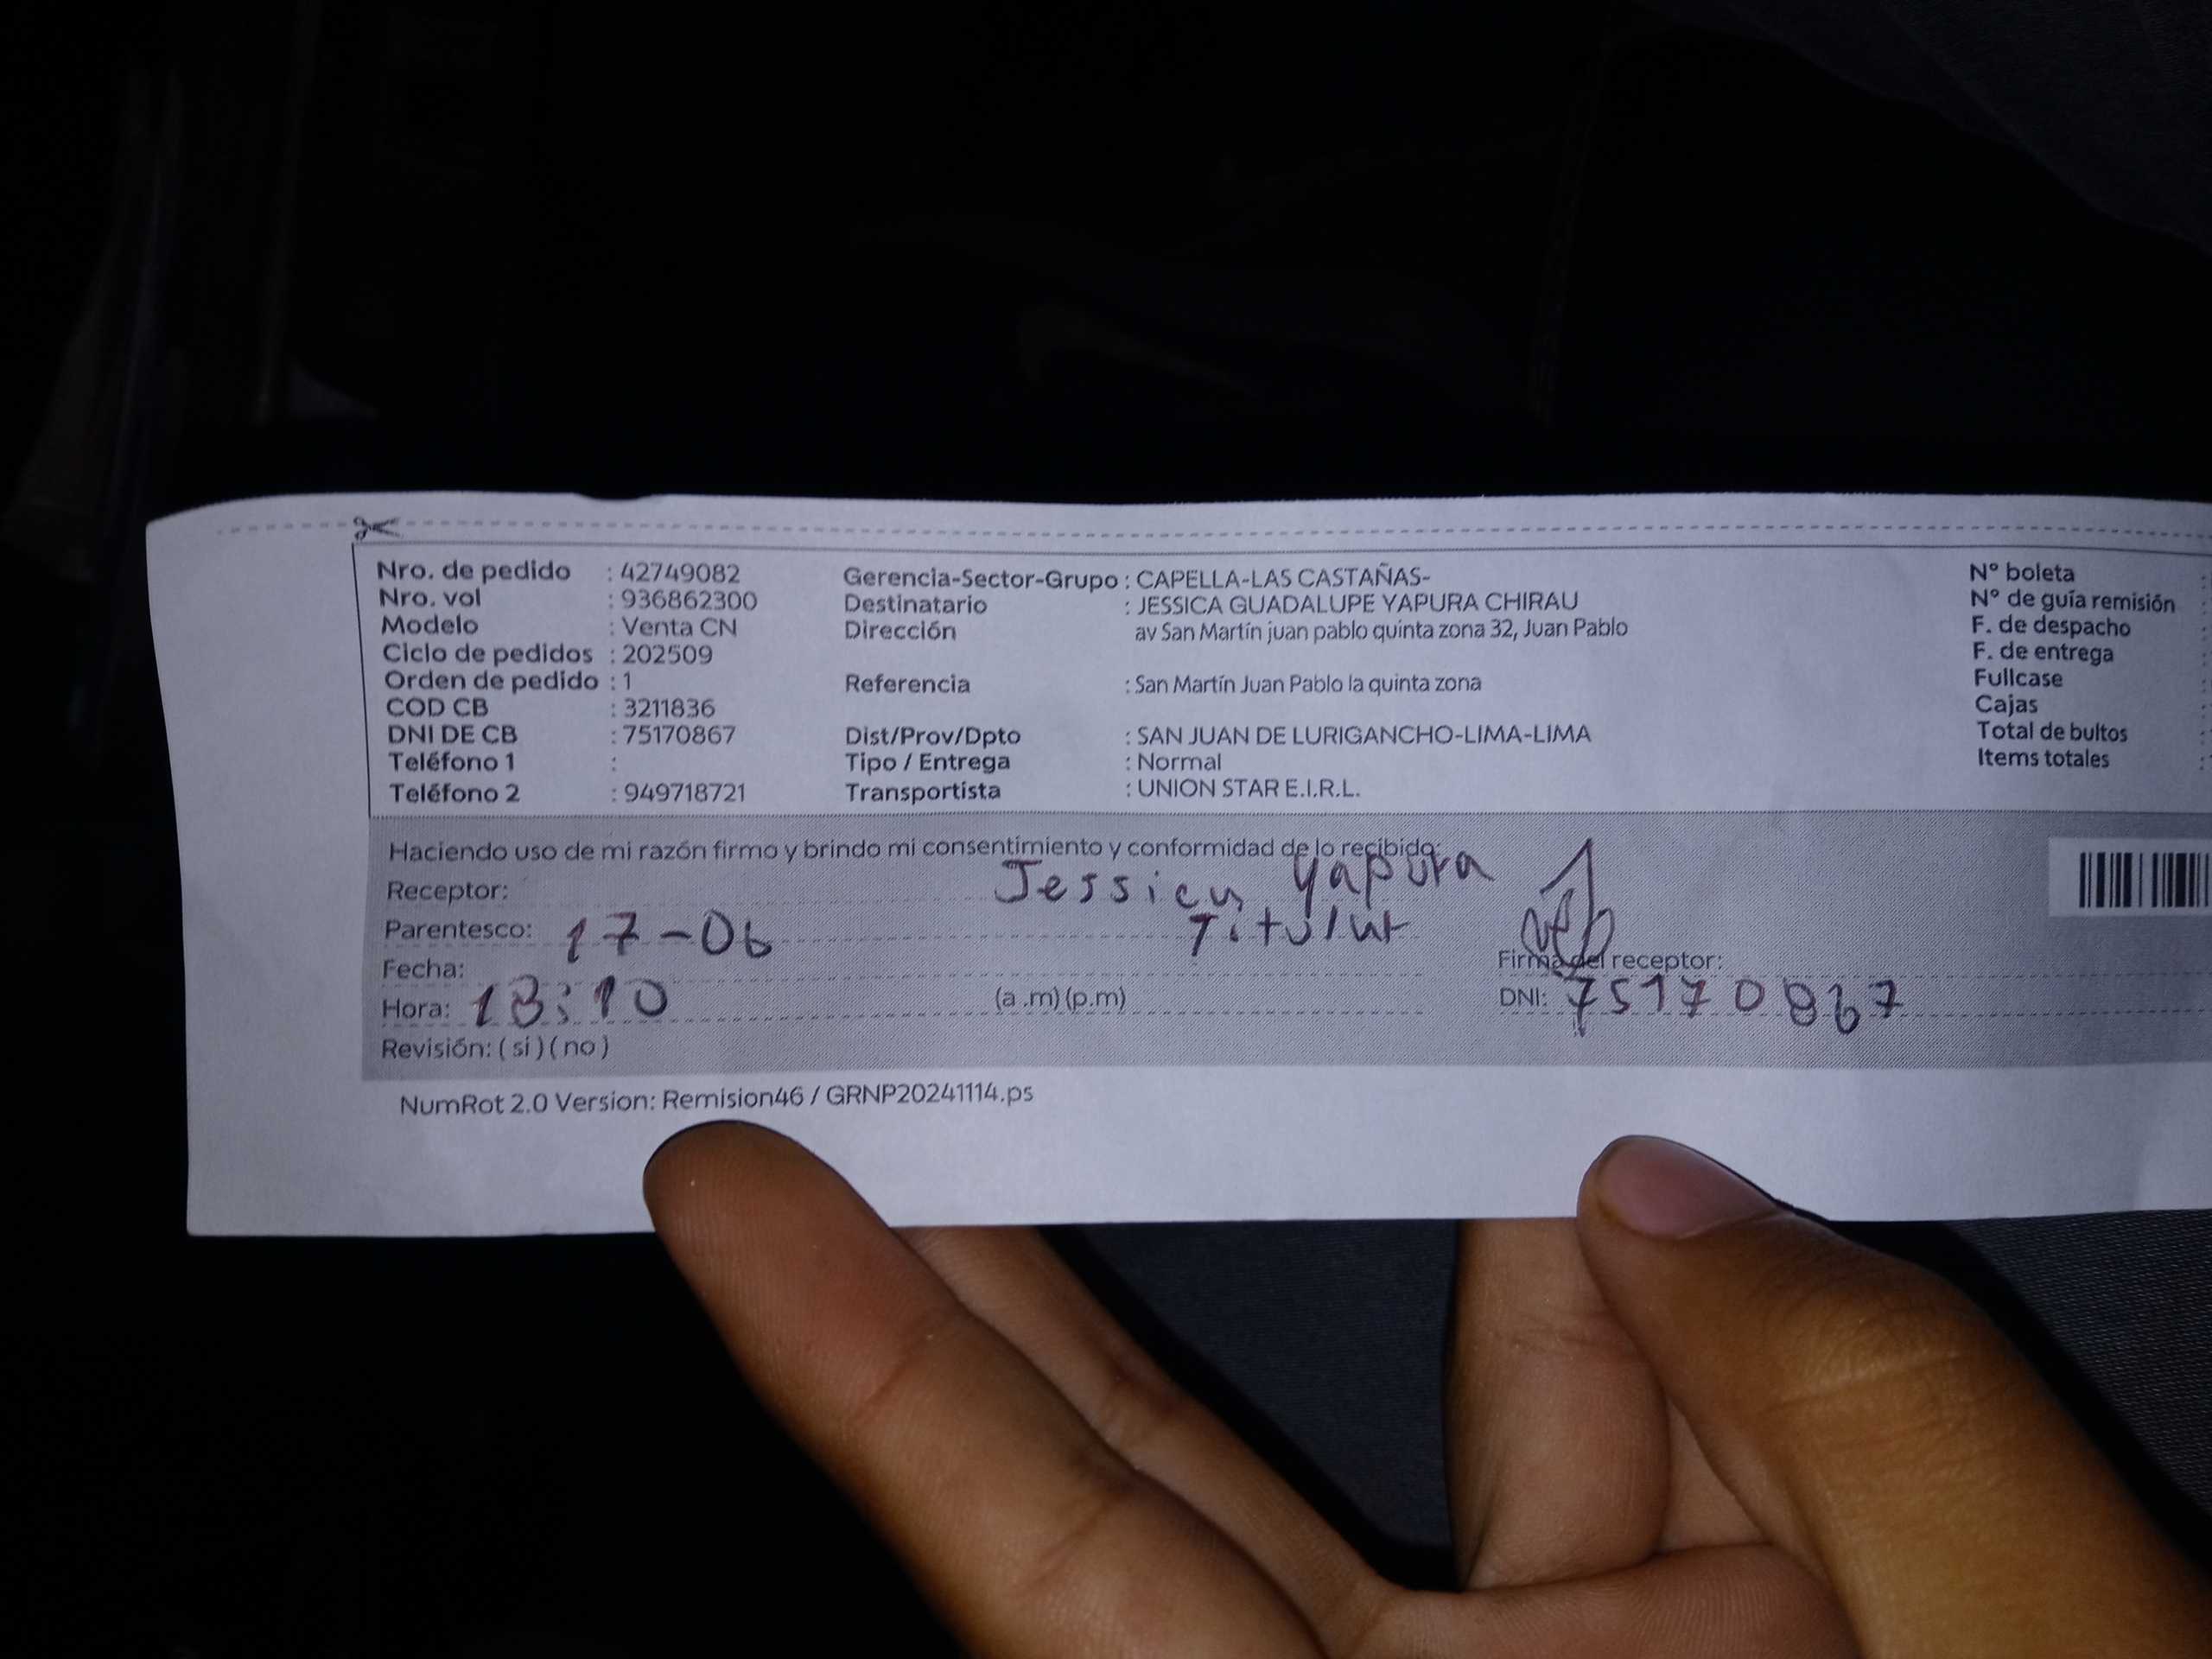 Nro. de pedido : 42749082
Nro. vol : 936862300
Modelo : Venta CN
Ciclo de pedidos : 202509
Orden de pedido : 1
COD CB : 3211836
DNI DE CB : 75170867
Teléfono 1 :
Teléfono 2 : 949718721
Gerencia-Sector-Grupo : CAPELLA-LAS CASTAÑAS-
Destinatario : JESSICA GUADALUPE YAPURA CHIRAU
Dirección av San Martín juan pablo quinta zona 32, Juan Pablo
Referencia : San Martín Juan Pablo la quinta zona
Dist/Prov/Dpto : SAN JUAN DE LURIGANCHO-LIMA-LIMA
Tipo / Entrega : Normal
Transportista : UNION STAR E.I.R.L.
N° boleta :
N° de guía remisión :
F. de despacho :
F. de entrega :
Fullcase :
Cajas :
Total de bultos :
Items totales :
Haciendo uso de mi razón firmo y brindo mi consentimiento y conformidad de lo recibido:
Receptor: Jessica Yapura
Parentesco: Titular
Fecha: 17-06
Hora: 13:10 (a .m) (p.m)
Revisión: ( si ) ( no )
Firma del receptor:
DNI: 75170867
NumRot 2.0 Version: Remision46 / GRNP20241114.ps